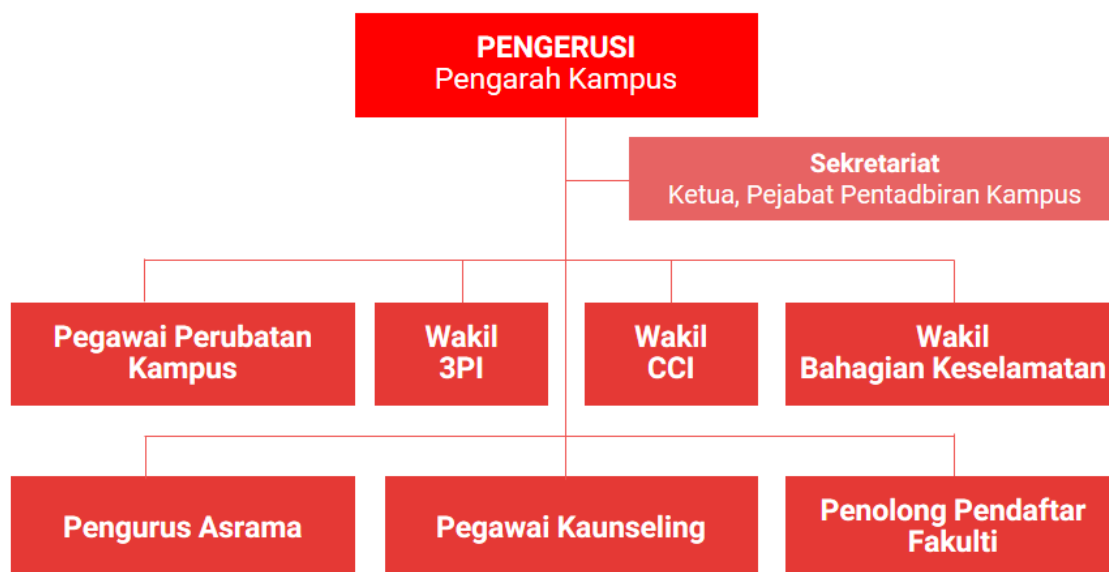 PENGERUSI
Pengarah Kampus
Sekretariat
Ketua, Pejabat Pentadbiran Kampus
Pegawai Perubatan
Kampus
Wakil
3PI
Wakil
CCI
Wakil
Bahagian Keselamatan
Pengurus Asrama
Pegawai Kaunseling
Penolong Pendaftar
Fakulti